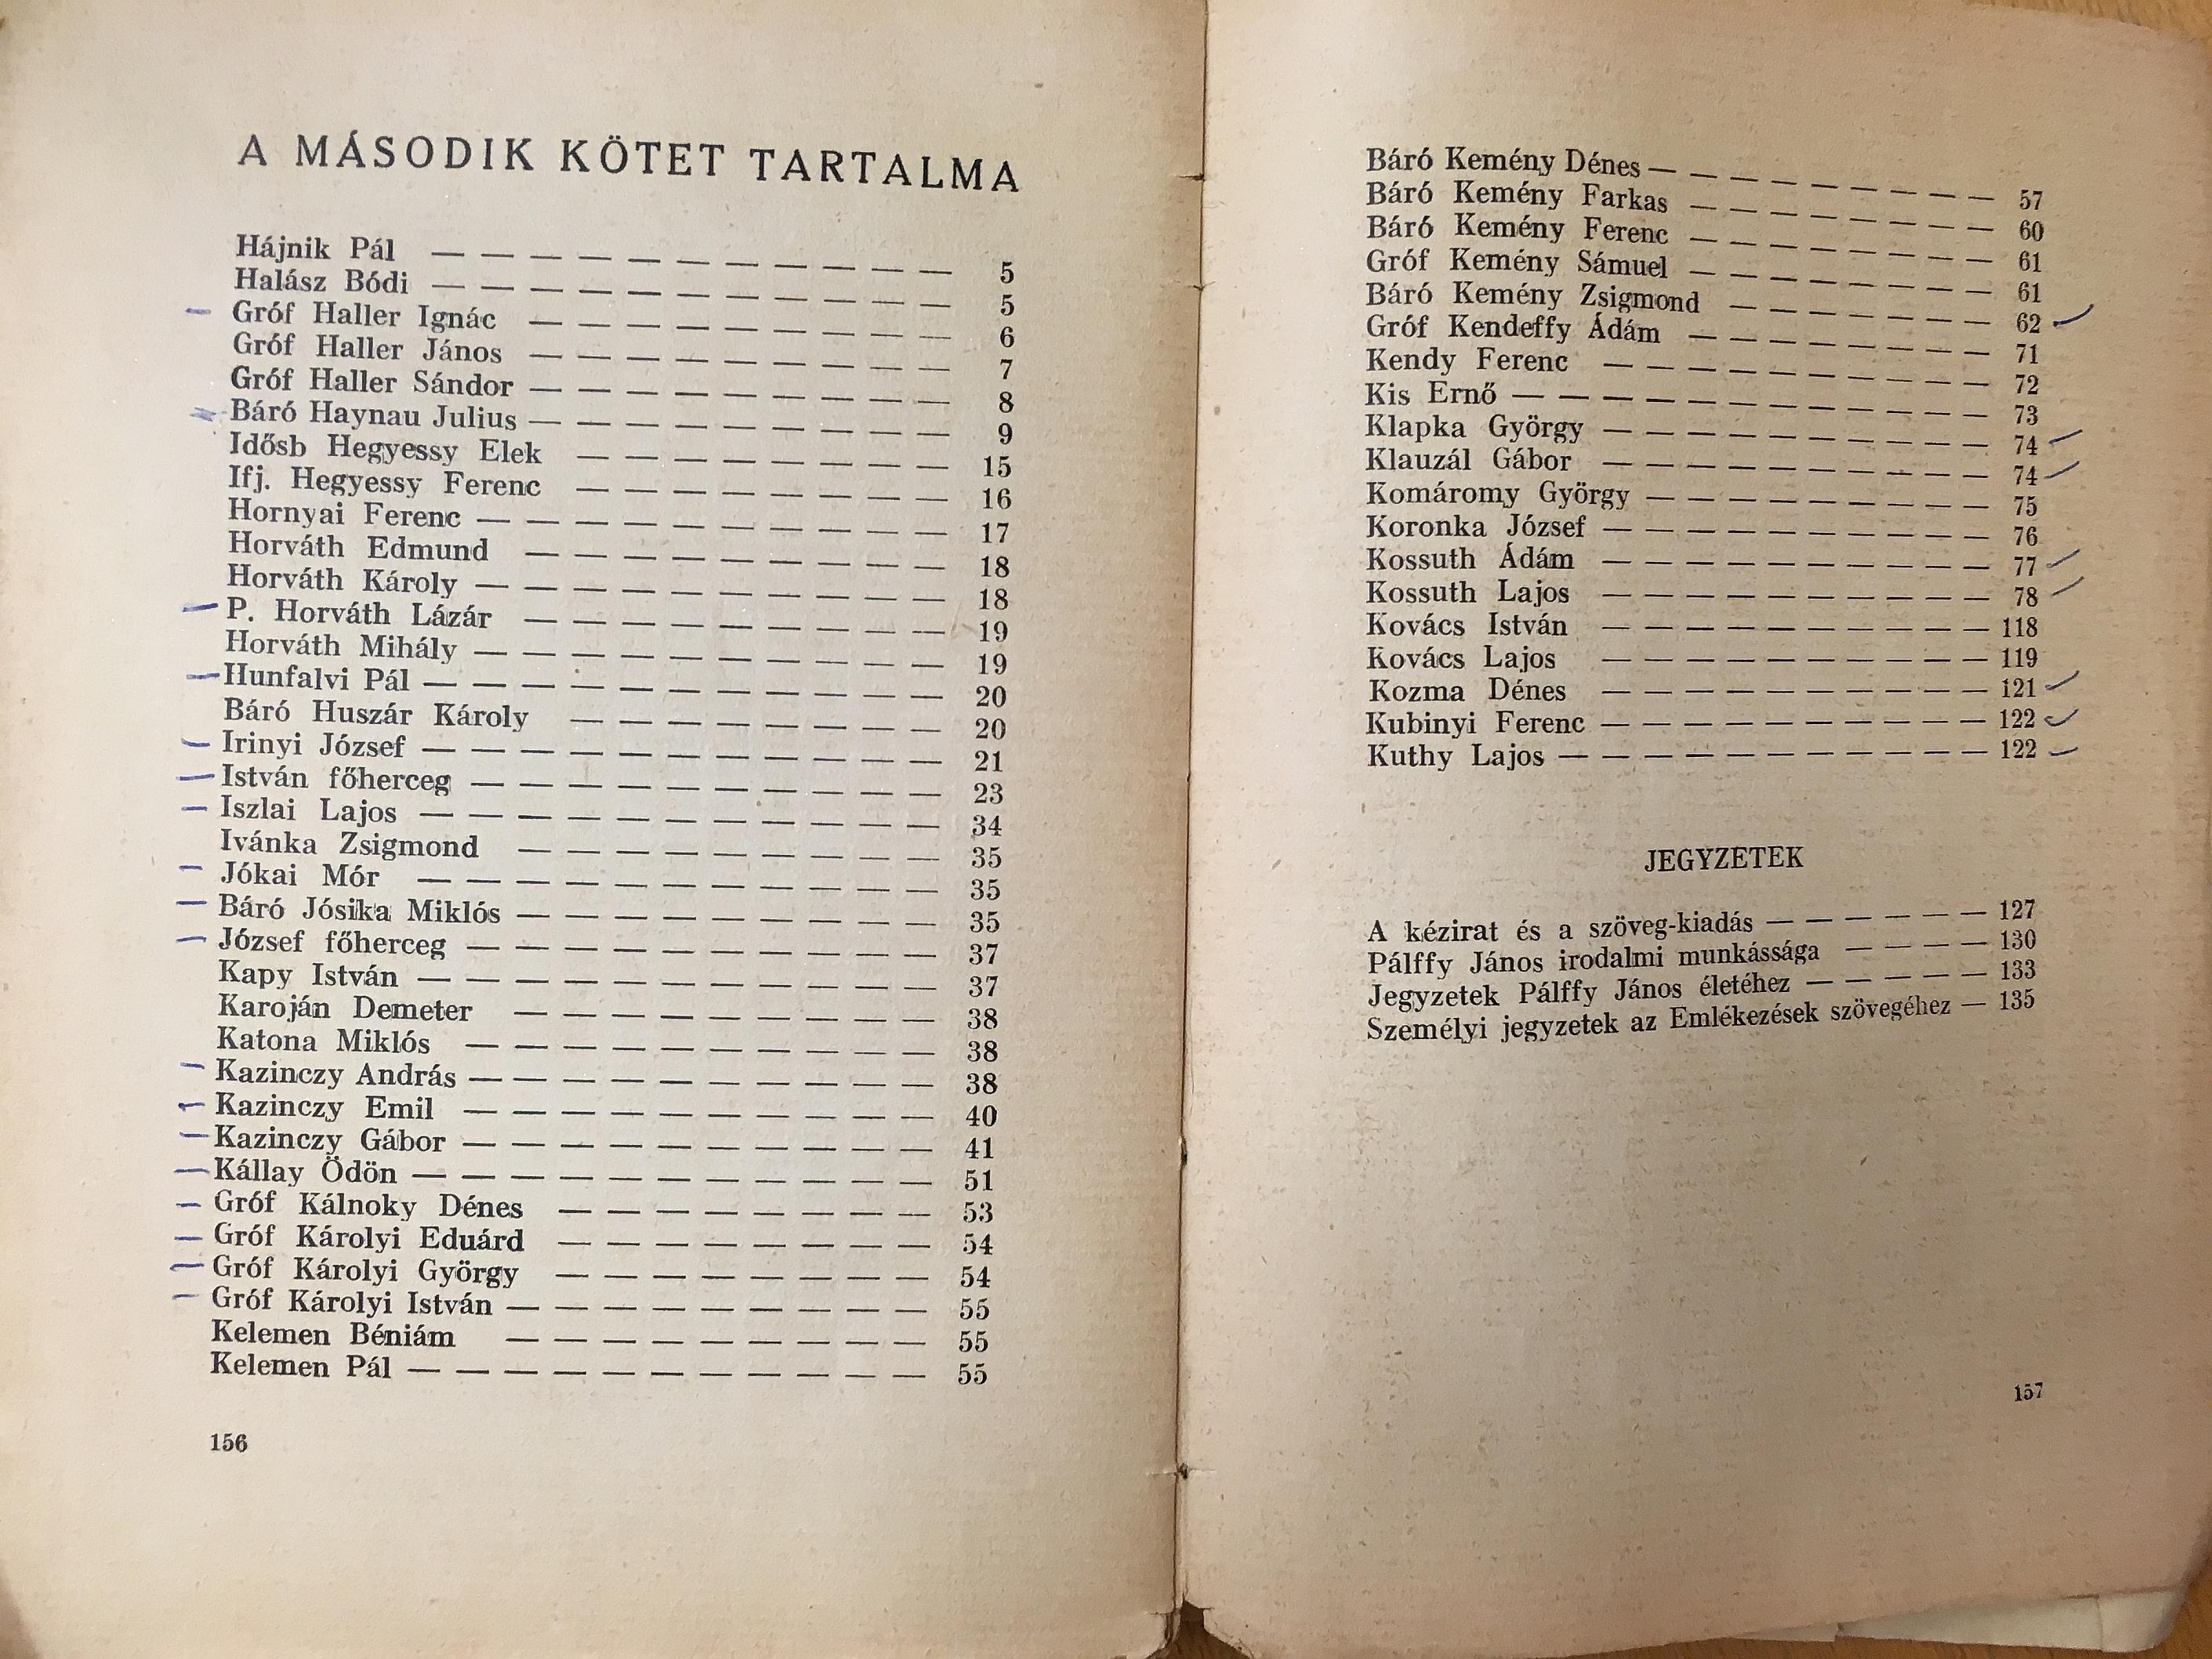 A MÁSODIK KÖTET TARTALMA
Hájnik Pál — — — — — — — — — — — 5
Halász Bódi — — — — — — — — — — — 5
Gróf Haller Ignác — — — — — — — — — 6
Gróf Haller János — — — — — — — — — 7
Gróf Haller Sándor — — — — — — — — — 8
Báró Haynau Julius — — — — — — — — — 9
Idősb Hegyessy Elek — — — — — — — — 15
Ifj. Hegyessy Ferenc — — — — — — — — 16
Hornyai Ferenc — — — — — — — — — — 17
Horváth Edmund — — — — — — — — — 18
Horváth Károly — — — — — — — — — — 18
P. Horváth Lázár — — — — — — — — — 19
Horváth Mihály — — — — — — — — — — 19
Hunfalvi Pál — — — — — — — — — — — 20
Báró Huszár Károly — — — — — — — — 20
Irinyi József — — — — — — — — — — — 21
István főherceg — — — — — — — — — — 23
Iszlai Lajos — — — — — — — — — — — 34
Ivánka Zsigmond — — — — — — — — — 35
Jókai Mór — — — — — — — — — — — 35
Báró Jósika Miklós — — — — — — — — — 35
József főherceg — — — — — — — — — — 37
Kapy István — — — — — — — — — — — 37
Karoján Demeter — — — — — — — — — 38
Katona Miklós — — — — — — — — — — 38
Kazinczy András — — — — — — — — — — 38
Kazinczy Emil — — — — — — — — — — 40
Kazinczy Gábor — — — — — — — — — — 41
Kállay Ödön — — — — — — — — — — — 51
Gróf Kálnoky Dénes — — — — — — — — 53
Gróf Károlyi Eduárd — — — — — — — — 54
Gróf Károlyi György — — — — — — — — 54
Gróf Károlyi István — — — — — — — — — 55
Kelemen Béniám — — — — — — — — — 55
Kelemen Pál — — — — — — — — — — — 55
156
Báró Kemény Dénes — — — — — — — — — 57
Báró Kemény Farkas — — — — — — — — 60
Báró Kemény Ferenc — — — — — — — — 61
Gróf Kemény Sámuel — — — — — — — — 61
Báró Kemény Zsigmond — — — — — — — 62
Gróf Kendeffy Ádám — — — — — — — — 71
Kendy Ferenc — — — — — — — — — — 72
Kis Ernő — — — — — — — — — — — — 73
Klapka György — — — — — — — — — — 74
Klauzál Gábor — — — — — — — — — — 74
Komáromy György — — — — — — — — — 75
Koronka József — — — — — — — — — — 76
Kossuth Ádám — — — — — — — — — — 77
Kossuth Lajos — — — — — — — — — — 78
Kovács István — — — — — — — — — — 118
Kovács Lajos — — — — — — — — — — 119
Kozma Dénes — — — — — — — — — — 121
Kubinyi Ferenc — — — — — — — — — — 122
Kuthy Lajos — — — — — — — — — — — 122
JEGYZETEK
A kézirat és a szöveg-kiadás — — — — — — 127
Pálffy János irodalmi munkássága — — — — 130
Jegyzetek Pálffy János életéhez — — — — — 133
Személyi jegyzetek az Emlékezések szövegéhez — 135
157